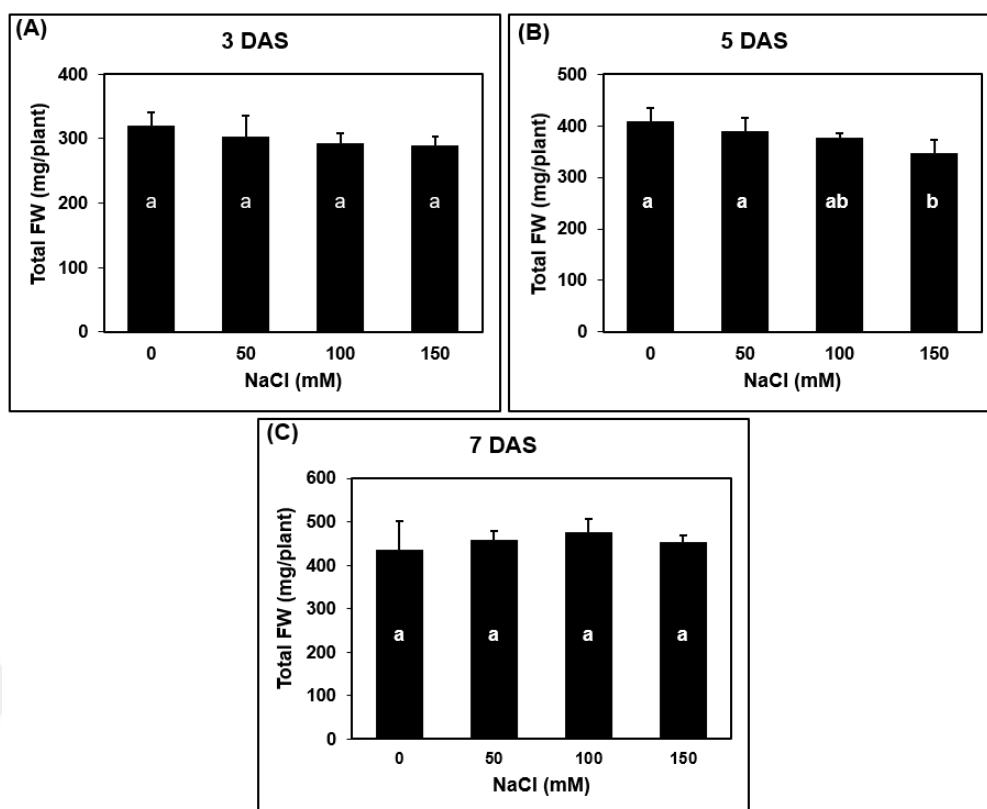 (A)
3 DAS
Total FW (mg/plant)
400
300
200
100
0
a a a a
0 50 100 150
NaCl (mM)
(B)
5 DAS
Total FW (mg/plant)
500
400
300
200
100
0
a a ab b
0 50 100 150
NaCl (mM)
(C)
7 DAS
Total FW (mg/plant)
600
500
400
300
200
100
0
a a a a
0 50 100 150
NaCl (mM)